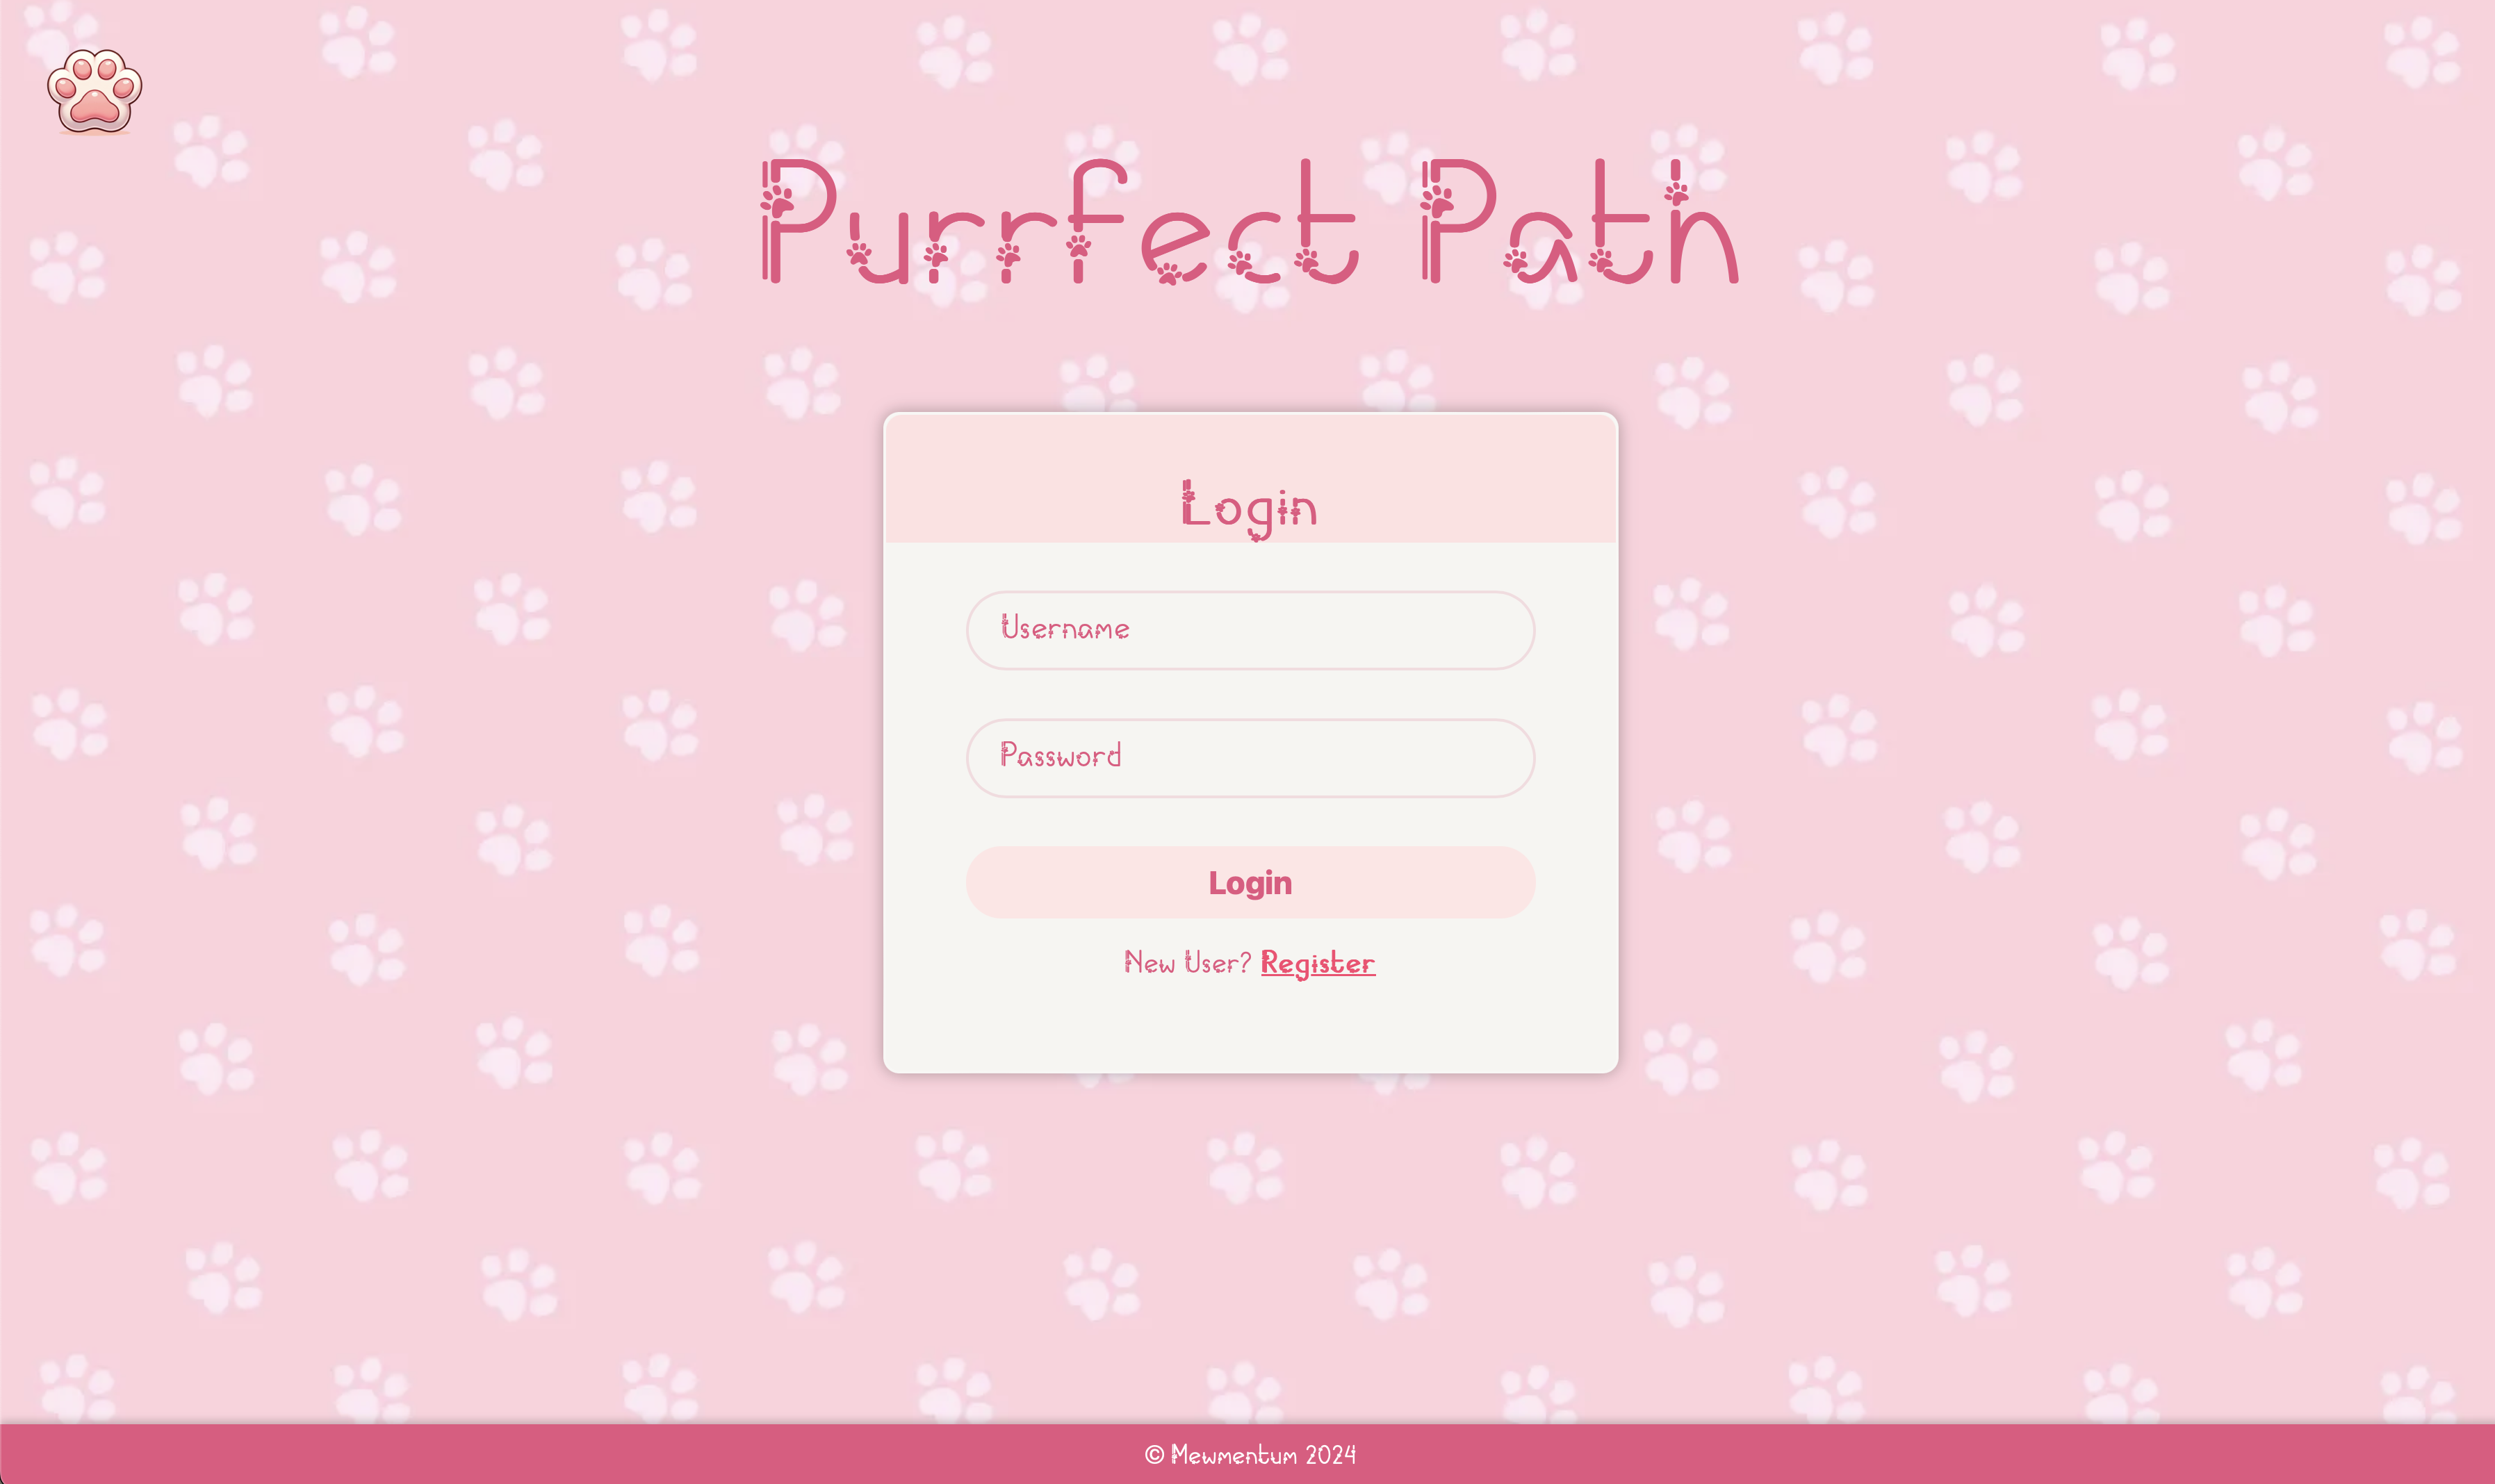 Purrfect Path
Login
Username
Password
Login
New User? Register
© Mewmentum 2024